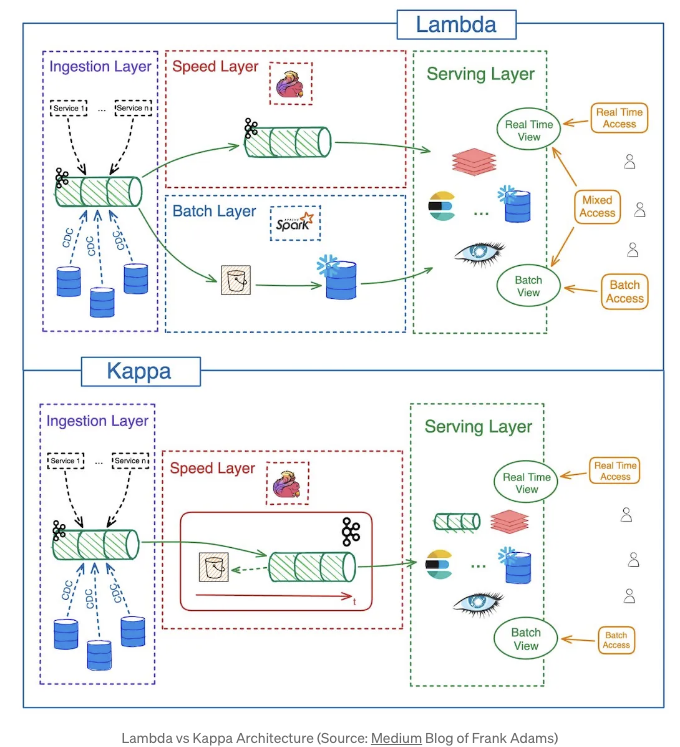 Lambda
Ingestion Layer
Speed Layer
Serving Layer
Service 1 ... Service n
Real Time
View
Real Time
Access
CDC
CDC
CDC
Batch Layer
APACHE
Spark
...
Mixed
Access
Batch
View
Batch
Access
Kappa
Ingestion Layer
Speed Layer
Serving Layer
Service 1 ... Service n
Real Time
View
Real Time
Access
CDC
CDC
CDC
t
...
Batch
View
Batch
Access
Lambda vs Kappa Architecture (Source: Medium Blog of Frank Adams)